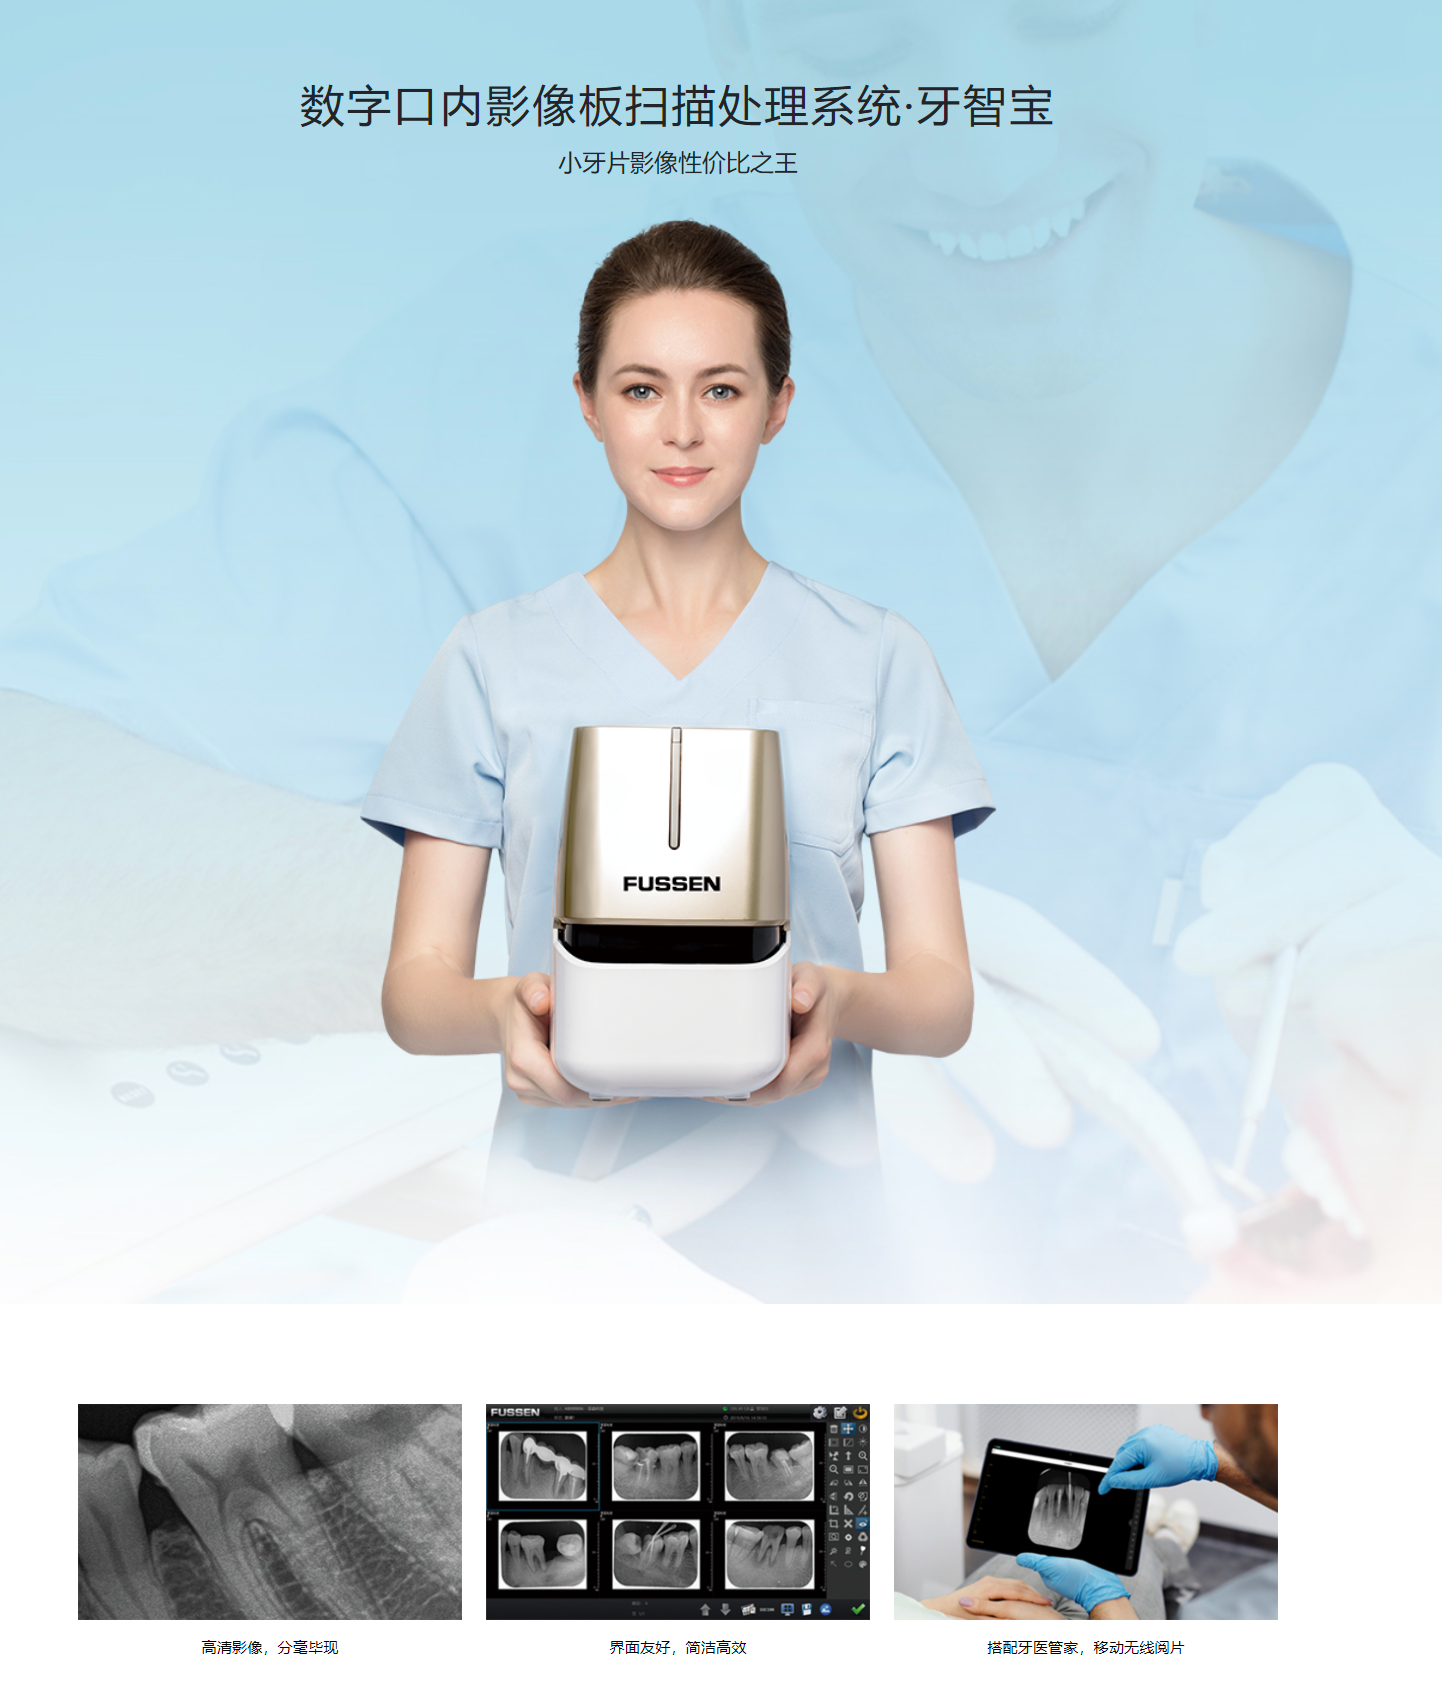 数字口内影像板扫描处理系统·牙智宝
小牙片影像性价比之王
FUSSEN
FUSSEN
高清影像，分毫毕现
界面友好，简洁高效
搭配牙医管家，移动无线阅片